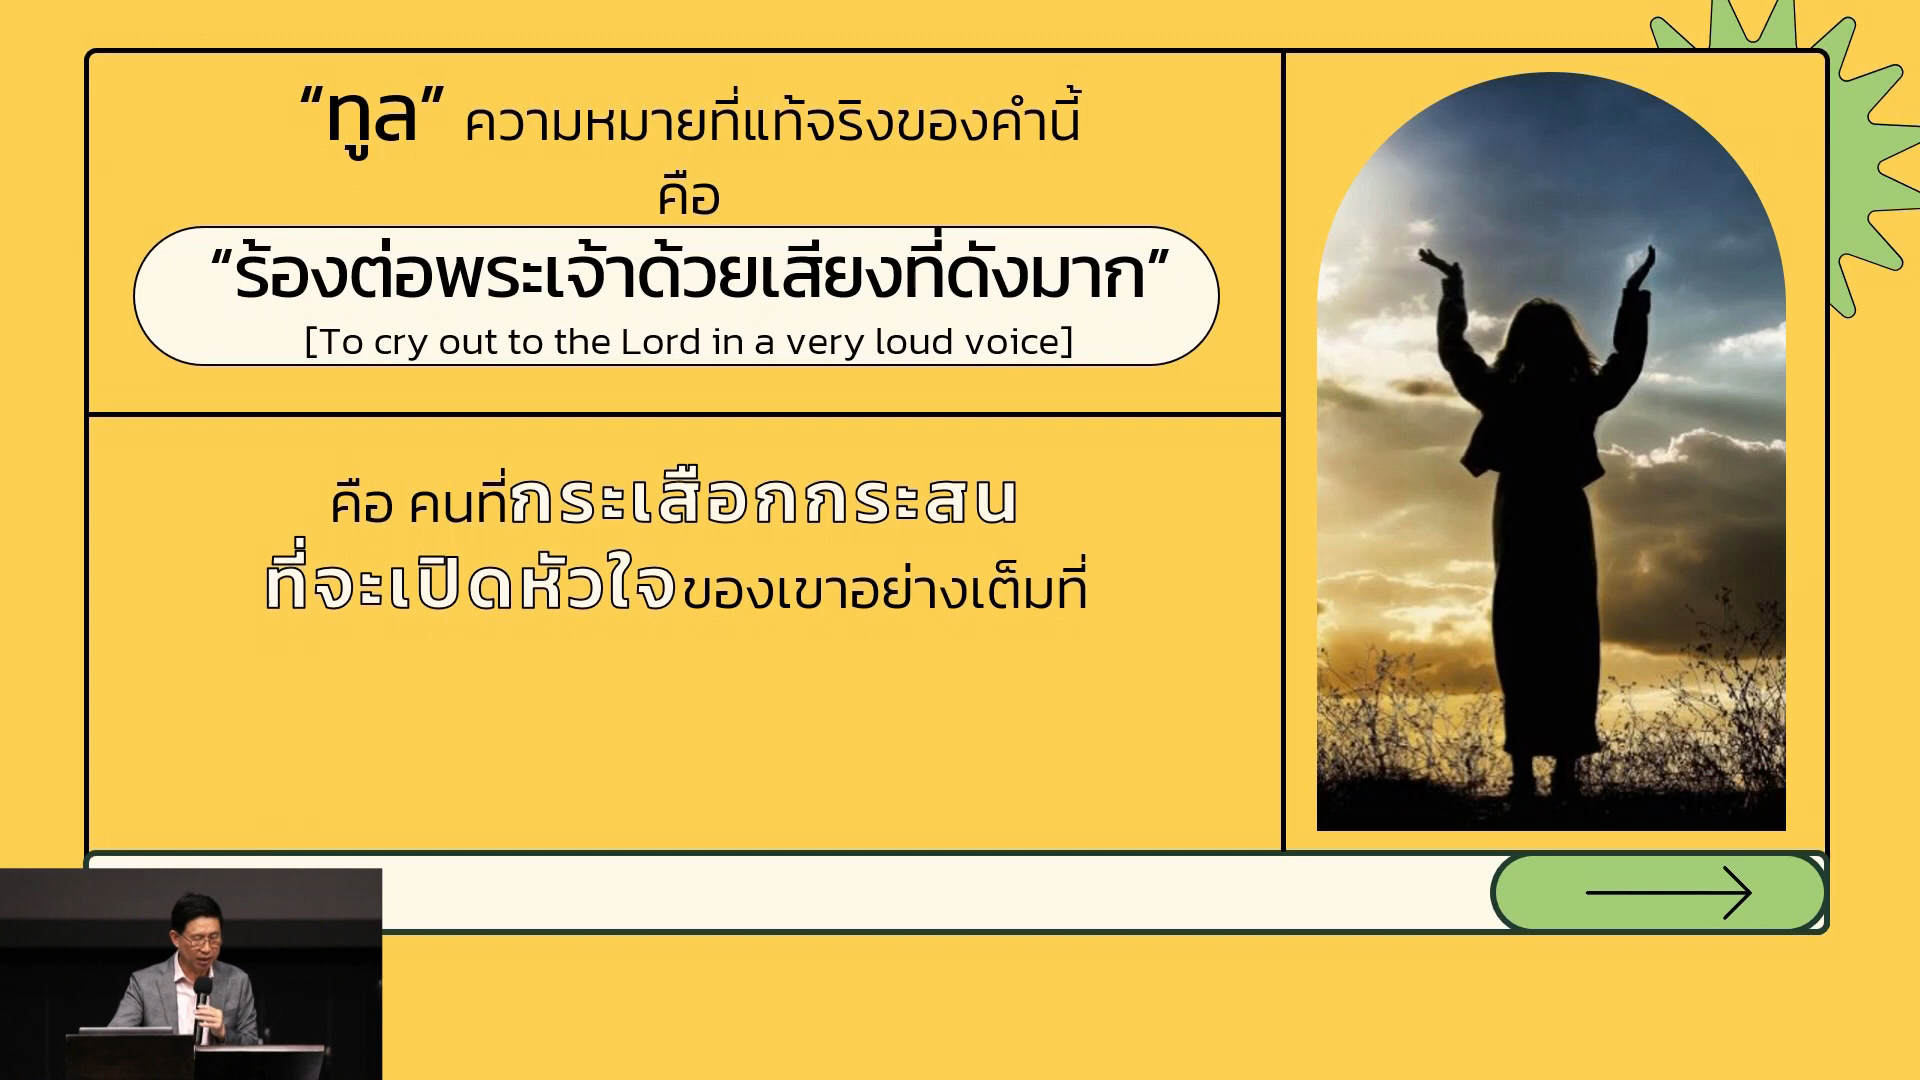 “ทูล” ความหมายที่แท้จริงของคำนี้
คือ
“ร้องต่อพระเจ้าด้วยเสียงที่ดังมาก”
[To cry out to the Lord in a very loud voice]
คือ คนที่กระเสือกกระสน
ที่จะเปิดหัวใจของเขาอย่างเต็มที่